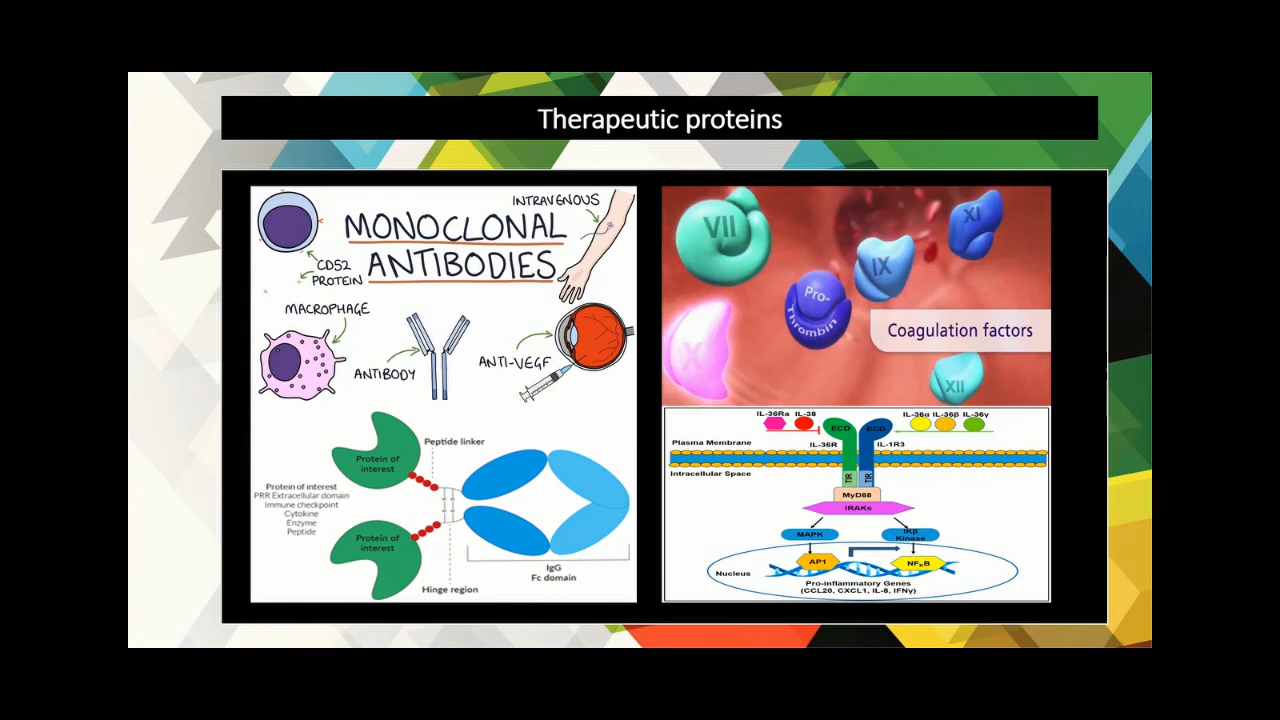 Therapeutic proteins
INTRAVENOUS
MONOCLONAL
ANTIBODIES
CD52
PROTEIN
MACROPHAGE
ANTIBODY
ANTI-VEGF
Peptide linker
Protein of
interest
Protein of interest
PRR Extracellular domain
Immune checkpoint
Cytokine
Enzyme
Peptide
Protein of
interest
IgG
Fc domain
Hinge region
VII
XI
IX
Pro-
Thrombin
X
Coagulation factors
XII
IL-36Ra IL-38
IL-36α IL-36β IL-36γ
ECD
ECD
Plasma Membrane
IL-36R
IL-1R3
Intracellular Space
TIR
TIR
MyD88
IRAKs
MAPK
IKβ
Kinase
AP1
NFκB
Nucleus
Pro-inflammatory Genes
(CCL20, CXCL1, IL-8, IFNγ)